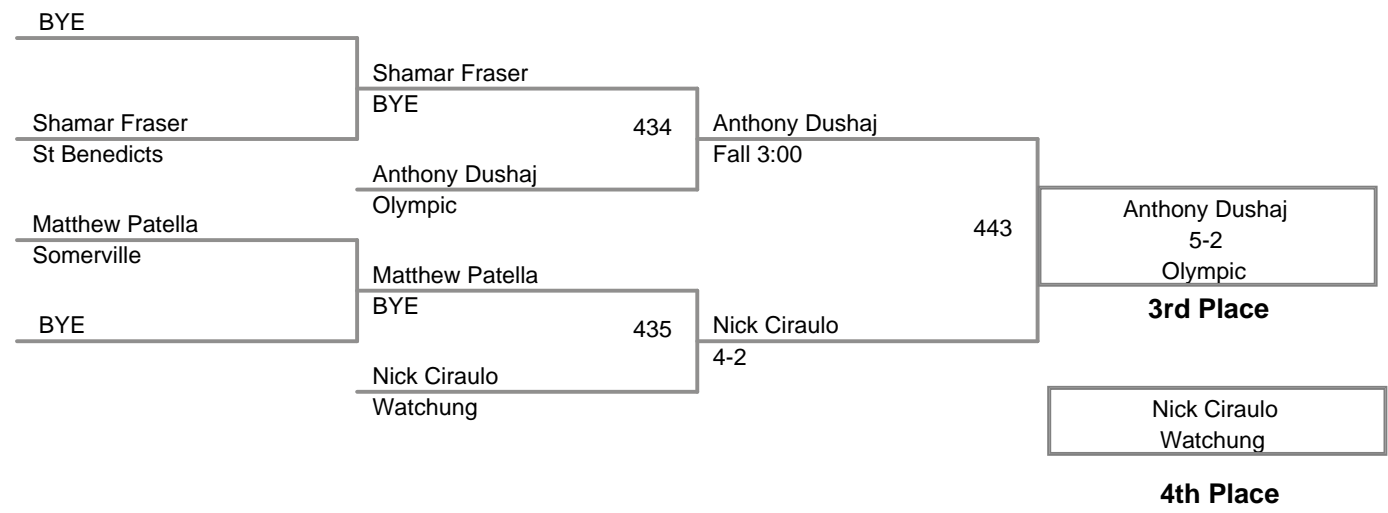 BYE
Shamar Fraser
St Benedicts
Matthew Patella
Somerville
BYE
Shamar Fraser
BYE
434
Anthony Dushaj
Olympic
Matthew Patella
BYE
435
Nick Ciraulo
Watchung
Anthony Dushaj
Fall 3:00
443
Nick Ciraulo
4-2
Anthony Dushaj
5-2
Olympic
3rd Place
Nick Ciraulo
Watchung
4th Place